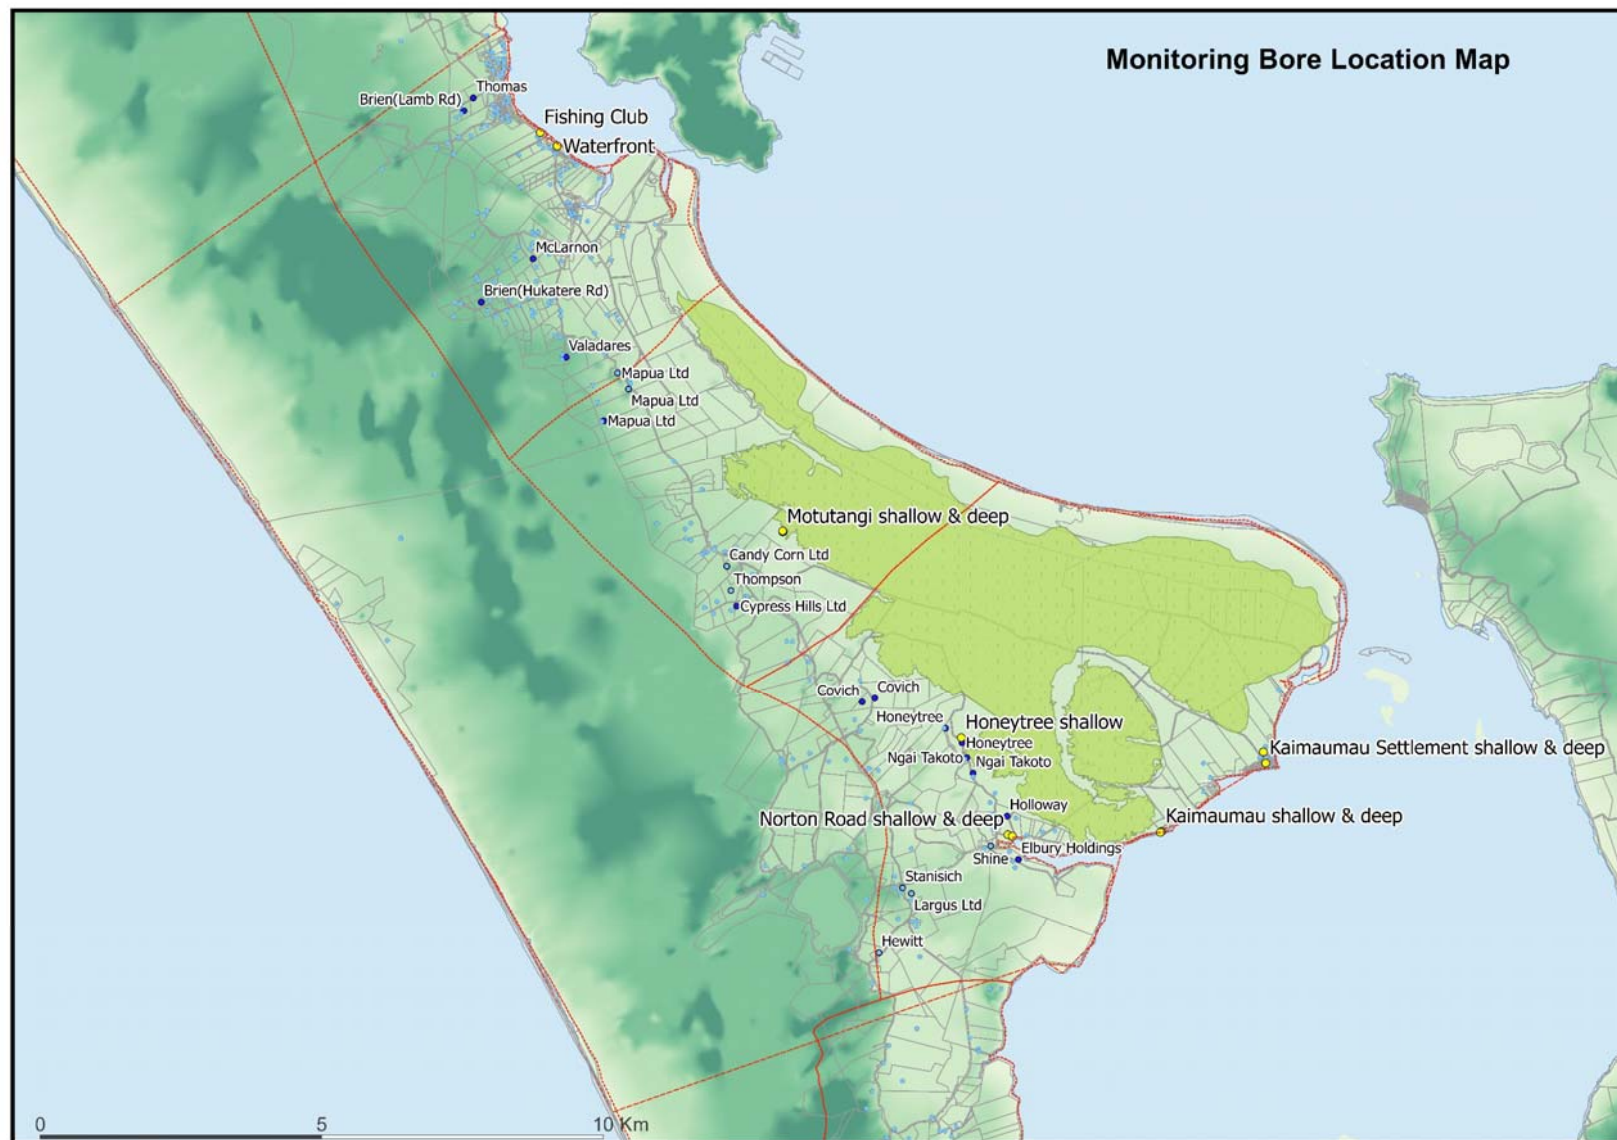 Monitoring Bore Location Map
Thomas
Brien(Lamb Rd)
Fishing Club
Waterfront
McLarnon
Brien(Hukatere Rd)
Valadares
Mapua Ltd
Mapua Ltd
Mapua Ltd
Motutangi shallow & deep
Candy Corn Ltd
Thompson
Cypress Hills Ltd
Covich
Covich
Honeytree
Honeytree shallow
Honeytree
Ngai Takoto
Ngai Takoto
Kaimaumau Settlement shallow & deep
Holloway
Norton Road shallow & deep
Kaimaumau shallow & deep
Elbury Holdings
Shine
Stanisich
Largus Ltd
Hewitt
0 5 10 Km